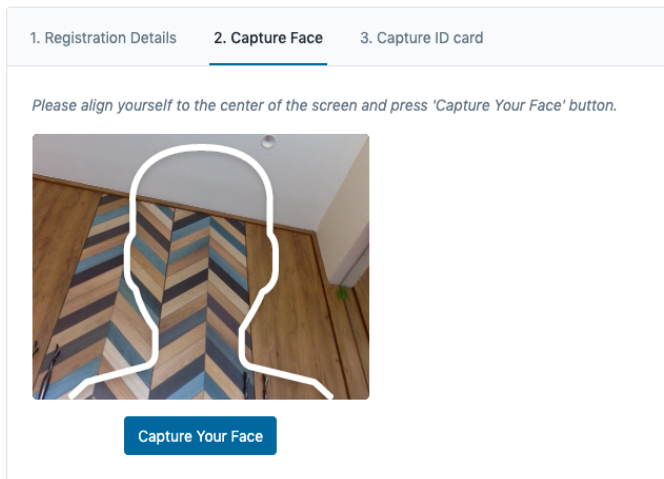 1. Registration Details
2. Capture Face
3. Capture ID card
Please align yourself to the center of the screen and press 'Capture Your Face' button.
Capture Your Face